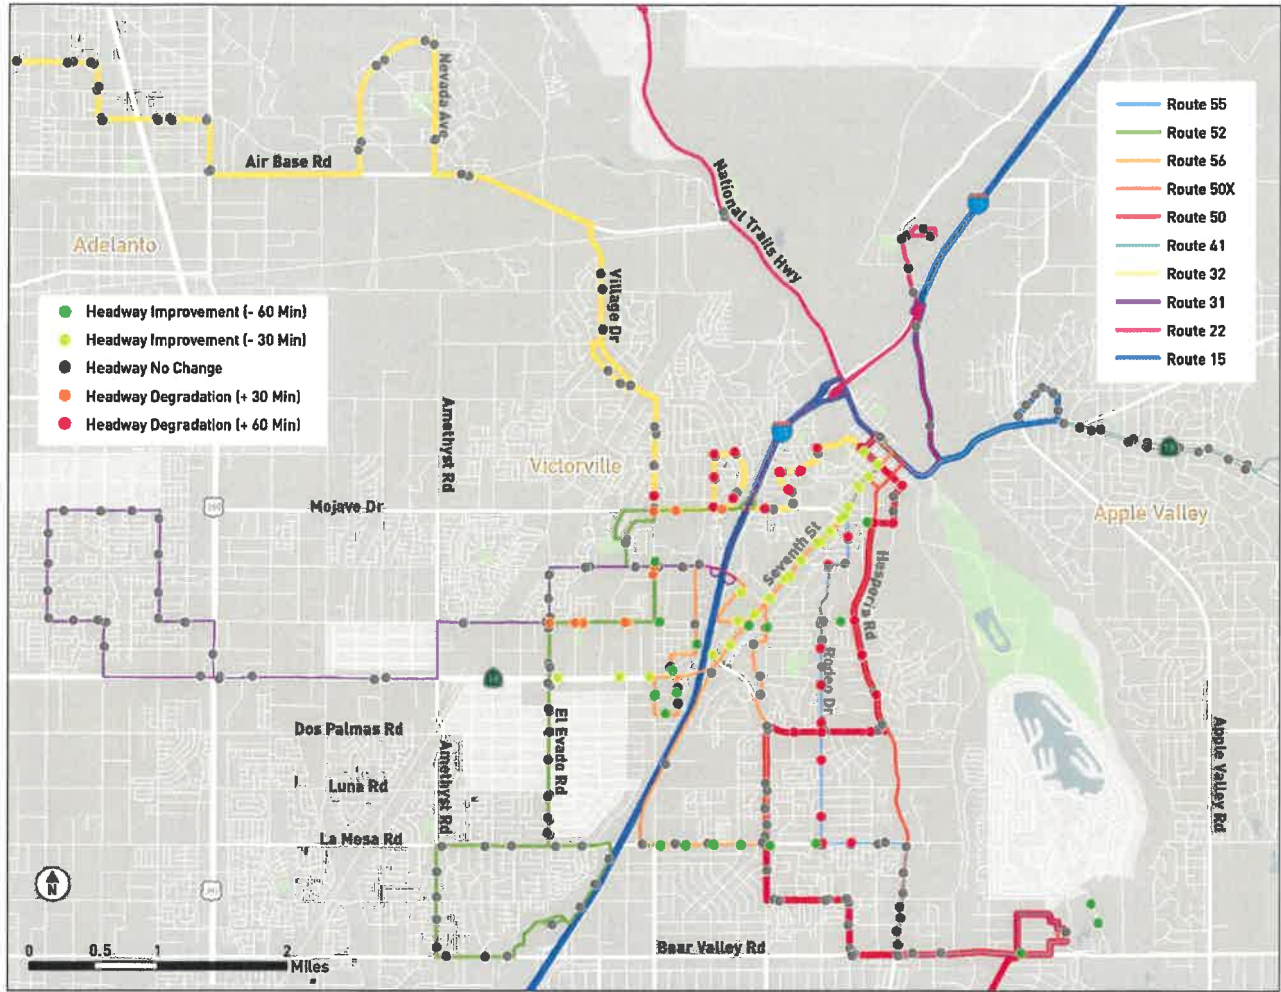 Nevada Ave
Air Base Rd
Adelanto
National Trails Hwy
Route 55
Route 52
Route 56
Route 50X
Route 50
Route 41
Route 32
Route 31
Route 22
Route 15
Headway Improvement (- 60 Min)
Headway Improvement (- 30 Min)
Headway No Change
Headway Degradation (+ 30 Min)
Headway Degradation (+ 60 Min)
Village Dr
Amethyst Rd
Victorville
Mojave Dr
Apple Valley
Seventh St
Hesperia Rd
Rodeo Dr
Dos Palmas Rd
El Evado Rd
Amethyst Rd
Luna Rd
La Mesa Rd
Apple Valley Rd
N
Bear Valley Rd
0 0.5 1 2
Miles